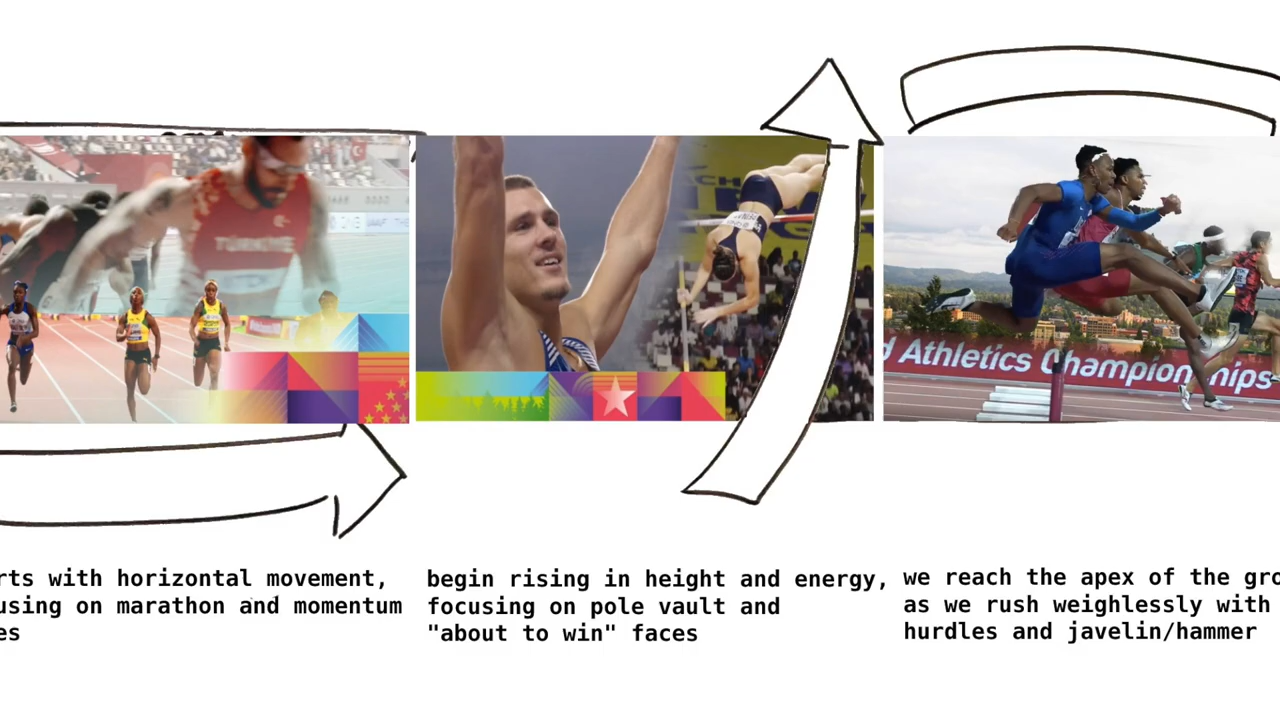 TÜRKİYE
d Athletics Championships
rts with horizontal movement,
using on marathon and momentum
es
begin rising in height and energy,
focusing on pole vault and
"about to win" faces
we reach the apex of the gro
as we rush weighlessly with
hurdles and javelin/hammer